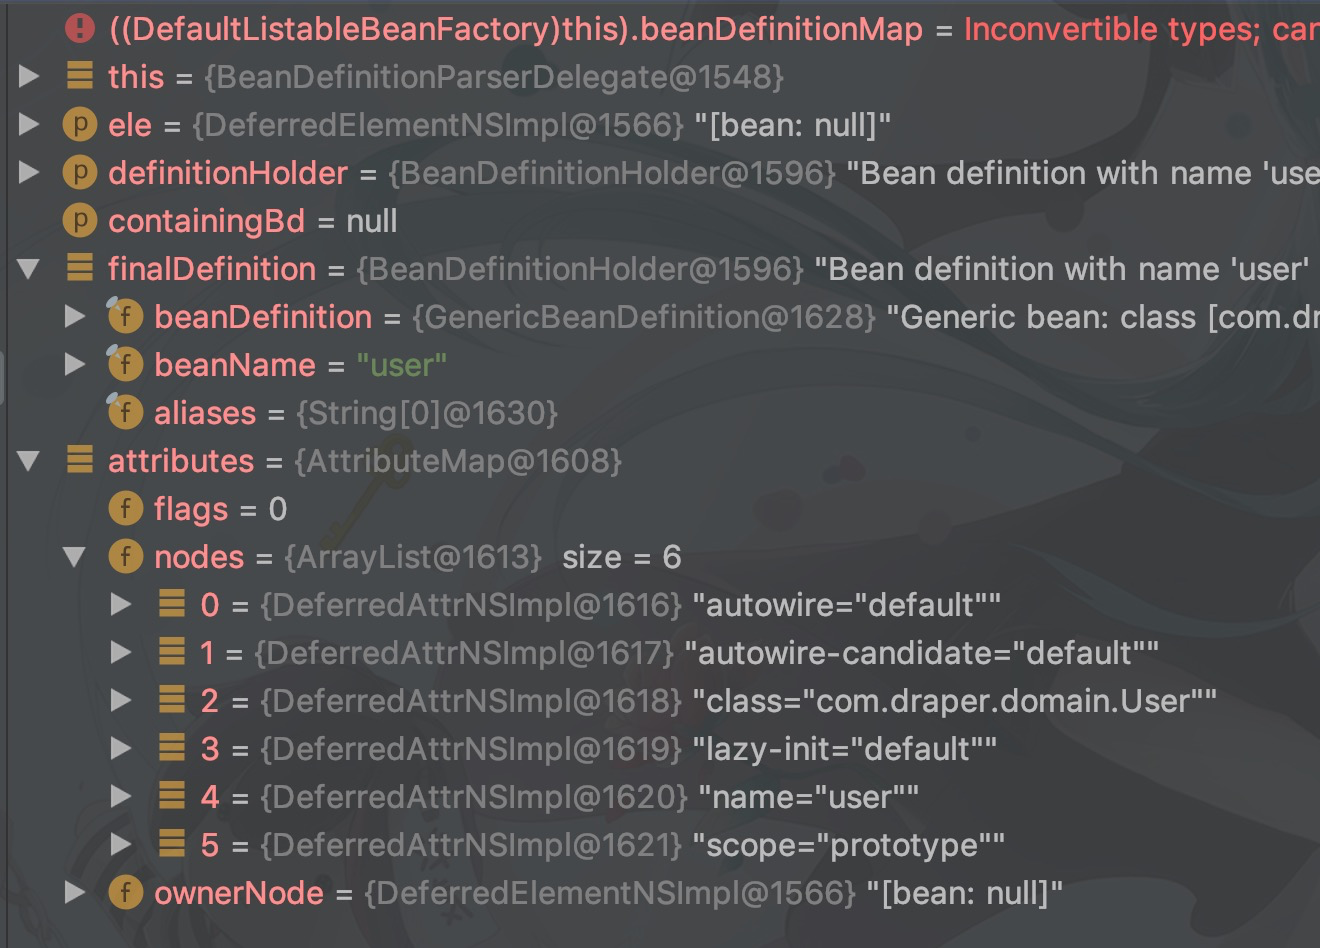 ((DefaultListableBeanFactory)this).beanDefinitionMap = Inconvertible types;
this = {BeanDefinitionParserDelegate@1548}
p ele = {DeferredElementNSImpl@1566} "[bean: null]"
p definitionHolder = {BeanDefinitionHolder@1596} "Bean definition with name 'use
p containingBd = null
finalDefinition = {BeanDefinitionHolder@1596} "Bean definition with name 'user'
f beanDefinition = {GenericBeanDefinition@1628} "Generic bean: class [com.dr
f beanName = "user"
f aliases = {String[0]@1630}
attributes = {AttributeMap@1608}
f flags = 0
f nodes = {ArrayList@1613} size = 6
0 = {DeferredAttrNSImpl@1616} "autowire="default""
1 = {DeferredAttrNSImpl@1617} "autowire-candidate="default""
2 = {DeferredAttrNSImpl@1618} "class="com.draper.domain.User""
3 = {DeferredAttrNSImpl@1619} "lazy-init="default""
4 = {DeferredAttrNSImpl@1620} "name="user""
5 = {DeferredAttrNSImpl@1621} "scope="prototype""
f ownerNode = {DeferredElementNSImpl@1566} "[bean: null]"